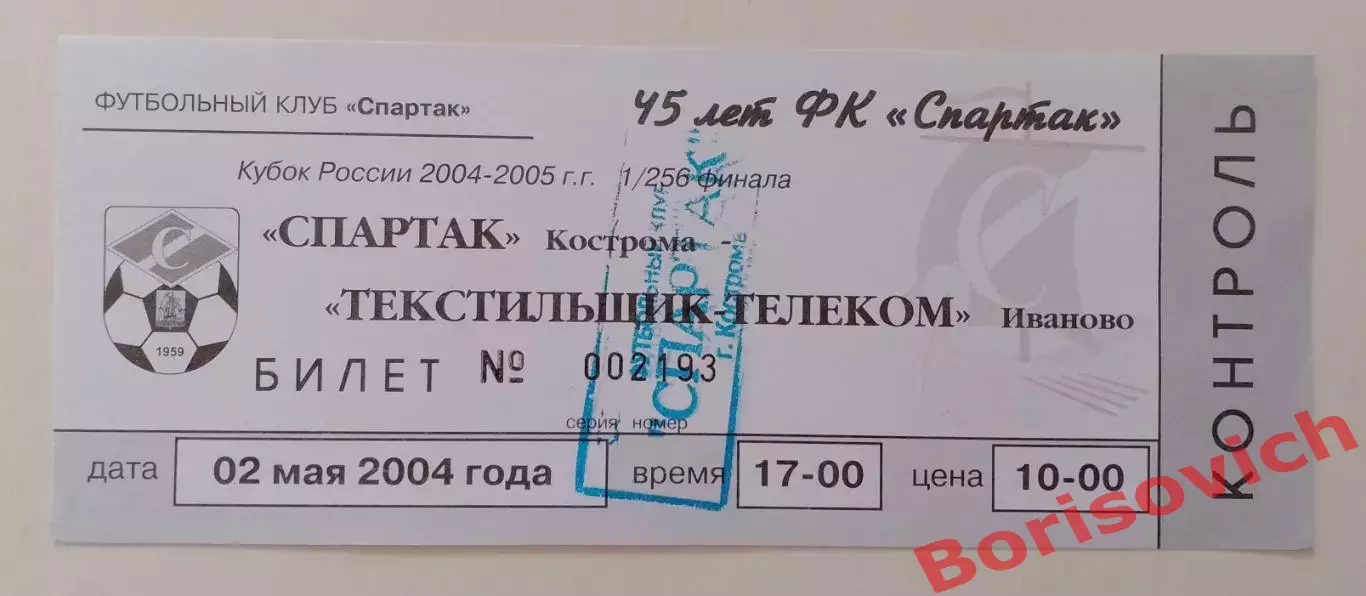 ФУТБОЛЬНЫЙ КЛУБ «Спартак»
45 лет ФК «Спартак»
Кубок России 2004-2005 г.г. 1/256 финала
«СПАРТАК» Кострома -
«ТЕКСТИЛЬЩИК-ТЕЛЕКОМ» Иваново
С
1959
БИЛЕТ № 002193
серия номер
дата 02 мая 2004 года время 17-00 цена 10-00
КОНТРОЛЬ
ФУТБОЛЬНЫЙ КЛУБ
"СПАРТАК"
г. Кострома
С
Borisovich